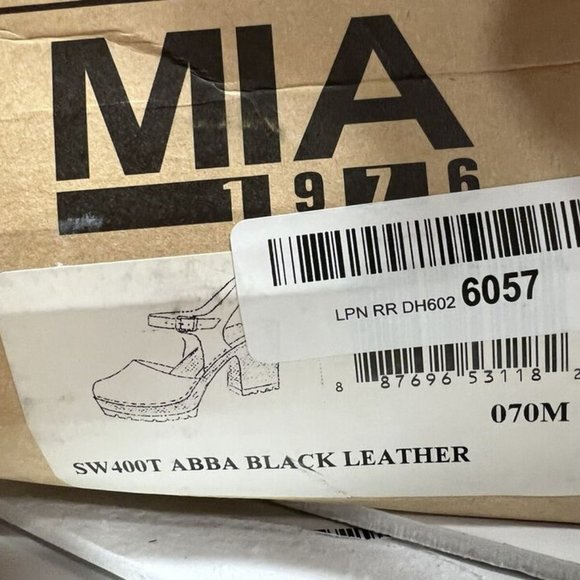 MIA
1976
LPN RR DH602 6057
8 87696 53118 2
070M
SW400T ABBA BLACK LEATHER